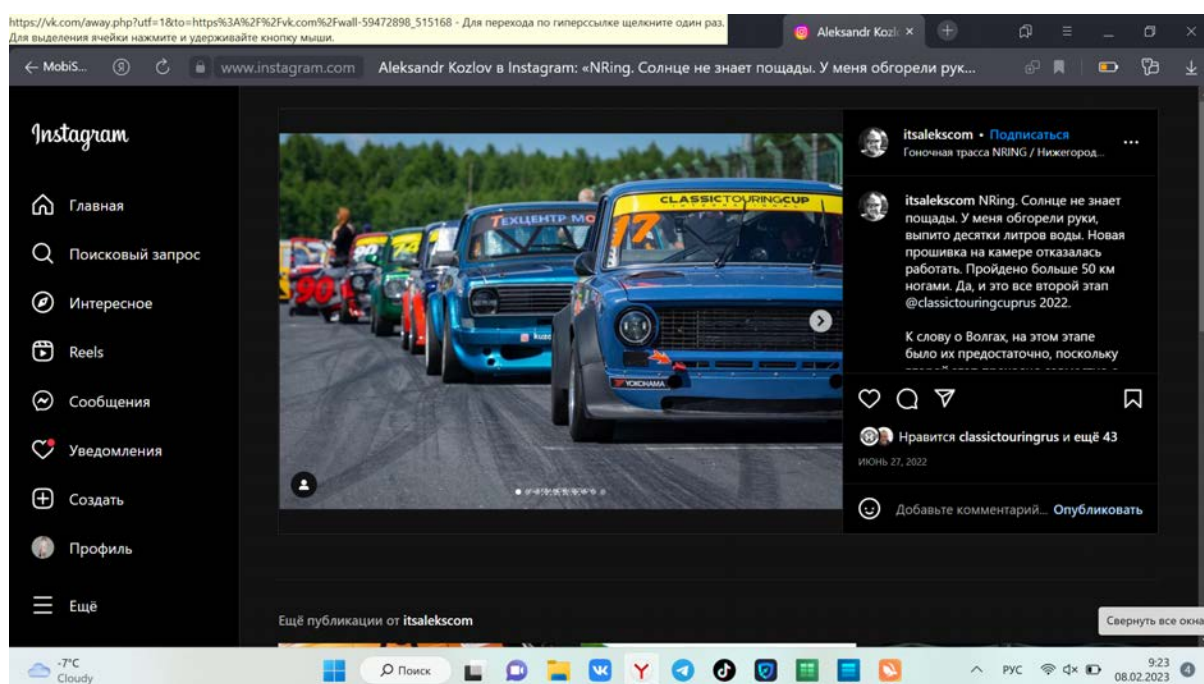 https://vk.com/away.php?utf=1&to=https%3A%2F%2Fvk.com%2Fwall-59472898_515168 - Для перехода по гиперссылке щелкните один раз.
Для выделения ячейки нажмите и удерживайте кнопку мыши.
Aleksandr Kozl
MobiS...
www.instagram.com
Aleksandr Kozlov в Instagram: «NRing. Солнце не знает пощады. У меня обгорели рук...
Instagram
Главная
Поисковый запрос
Интересное
Reels
Сообщения
Уведомления
Создать
Профиль
Ещё
CLASSICTOURINGCUP
INTERNATIONAL
ТЕХЦЕНТР МО
17
90
74
YOKOHAMA
itsalekscom • Подписаться
Гоночная трасса NRING / Нижегород...
itsalekscom NRing. Солнце не знает
пощады. У меня обгорели руки,
выпито десятки литров воды. Новая
прошивка на камере отказалась
работать. Пройдено больше 50 км
ногами. Да, и это все второй этап
@classictouringcuprus 2022.
К слову о Волгах, на этом этапе
было их предостаточно, поскольку
Нравится classictouringrus и ещё 43
ИЮНЬ 27, 2022
Добавьте комментарий... Опубликовать
Ещё публикации от itsalekscom
Свернуть все окна
-7°C
Cloudy
Поиск
РУС
9:23
08.02.2023
4